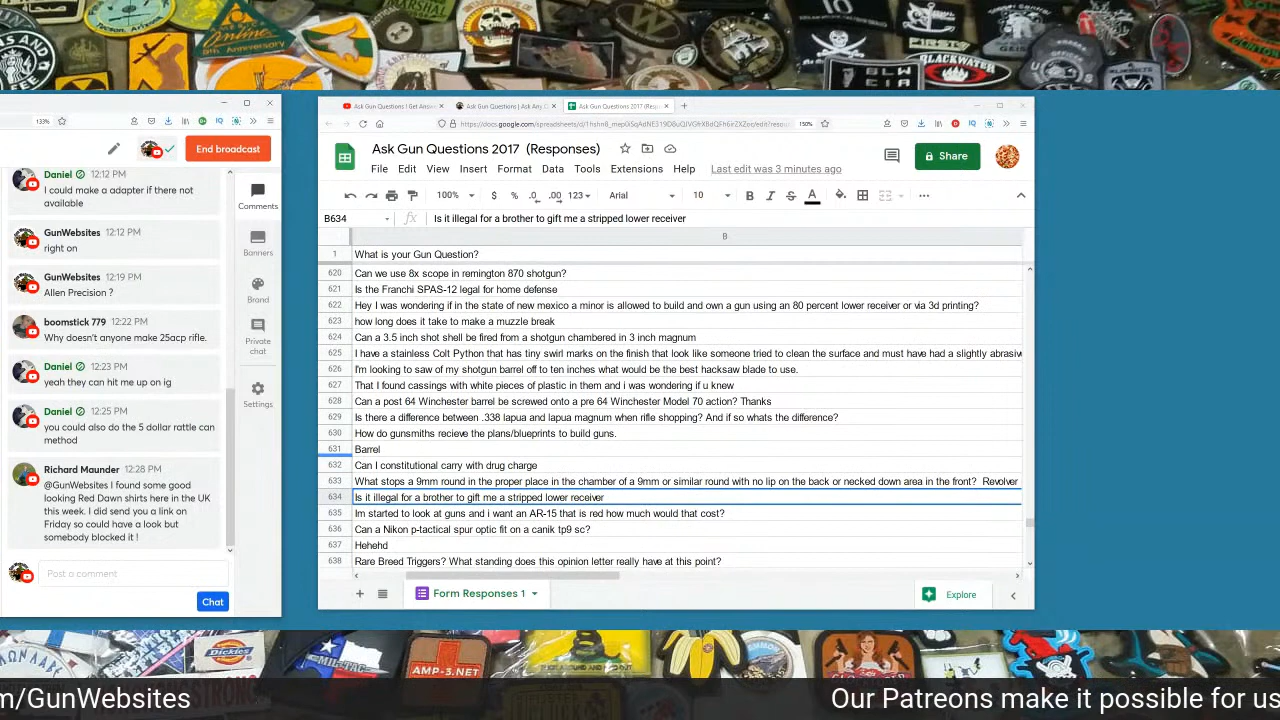 133%
End broadcast
Daniel 12:12 PM
I could make a adapter if there not
available
GunWebsites 12:12 PM
right on
GunWebsites 12:19 PM
Allen Precision ?
boomstick 779 12:22 PM
Why doesn't anyone make 25acp rifle.
Daniel 12:23 PM
yeah they can hit me up on ig
Daniel 12:25 PM
you could also do the 5 dollar rattle can
method
Richard Maunder 12:28 PM
@GunWebsites I found some good
looking Red Dawn shirts here in the UK
this week. I did send you a link on
Friday so could have a look but
somebody blocked it !
Post a comment
Chat
Comments
Banners
Brand
Private
chat
Settings
Ask Gun Questions 2017 (Responses)
File Edit View Insert Format Data Tools Extensions Help Last edit was 3 minutes ago
Share
100% $ % .0 .00 123 Arial 10 B I S A
B634 fx Is it illegal for a brother to gift me a stripped lower receiver
B
1 What is your Gun Question?
620 Can we use 8x scope in remington 870 shotgun?
621 Is the Franchi SPAS-12 legal for home defense
622 Hey I was wondering if in the state of new mexico a minor is allowed to build and own a gun using an 80 percent lower receiver or via 3d printing?
623 how long does it take to make a muzzle break
624 Can a 3.5 inch shot shell be fired from a shotgun chambered in 3 inch magnum
625 I have a stainless Colt Python that has tiny swirl marks on the finish that look like someone tried to clean the surface and must have had a slightly abrasiv
626 I'm looking to saw of my shotgun barrel off to ten inches what would be the best hacksaw blade to use.
627 That I found cassings with white pieces of plastic in them and i was wondering if u knew
628 Can a post 64 Winchester barrel be screwed onto a pre 64 Winchester Model 70 action? Thanks
629 Is there a difference between .338 lapua and lapua magnum when rifle shopping? And if so whats the difference?
630 How do gunsmiths recieve the plans/blueprints to build guns.
631 Barrel
632 Can I constitutional carry with drug charge
633 What stops a 9mm round in the proper place in the chamber of a 9mm or similar round with no lip on the back or necked down area in the front? Revolver
634 Is it illegal for a brother to gift me a stripped lower receiver
635 Im started to look at guns and i want an AR-15 that is red how much would that cost?
636 Can a Nikon p-tactical spur optic fit on a canik tp9 sc?
637 Hehehd
638 Rare Breed Triggers? What standing does this opinion letter really have at this point?
Form Responses 1
Explore
150%
BLACKWATER
FIRST
Dickies
MIL-TAC
AMP-3.NET
m/GunWebsites
Our Patreons make it possible for us